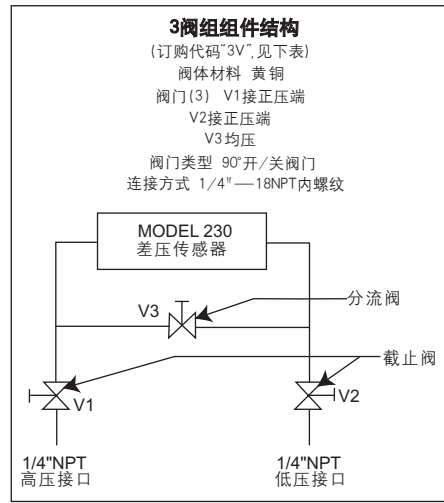 3阀组组件结构
(订购代码“3V”,见下表)
阀体材料 黄铜
阀门(3) V1接正压端
V2接正压端
V3均压
阀门类型 90°开/关阀门
连接方式 1/4"—18NPT内螺纹
MODEL 230
差压传感器
V3
分流阀
截止阀
V1
V2
1/4"NPT
高压接口
1/4"NPT
低压接口